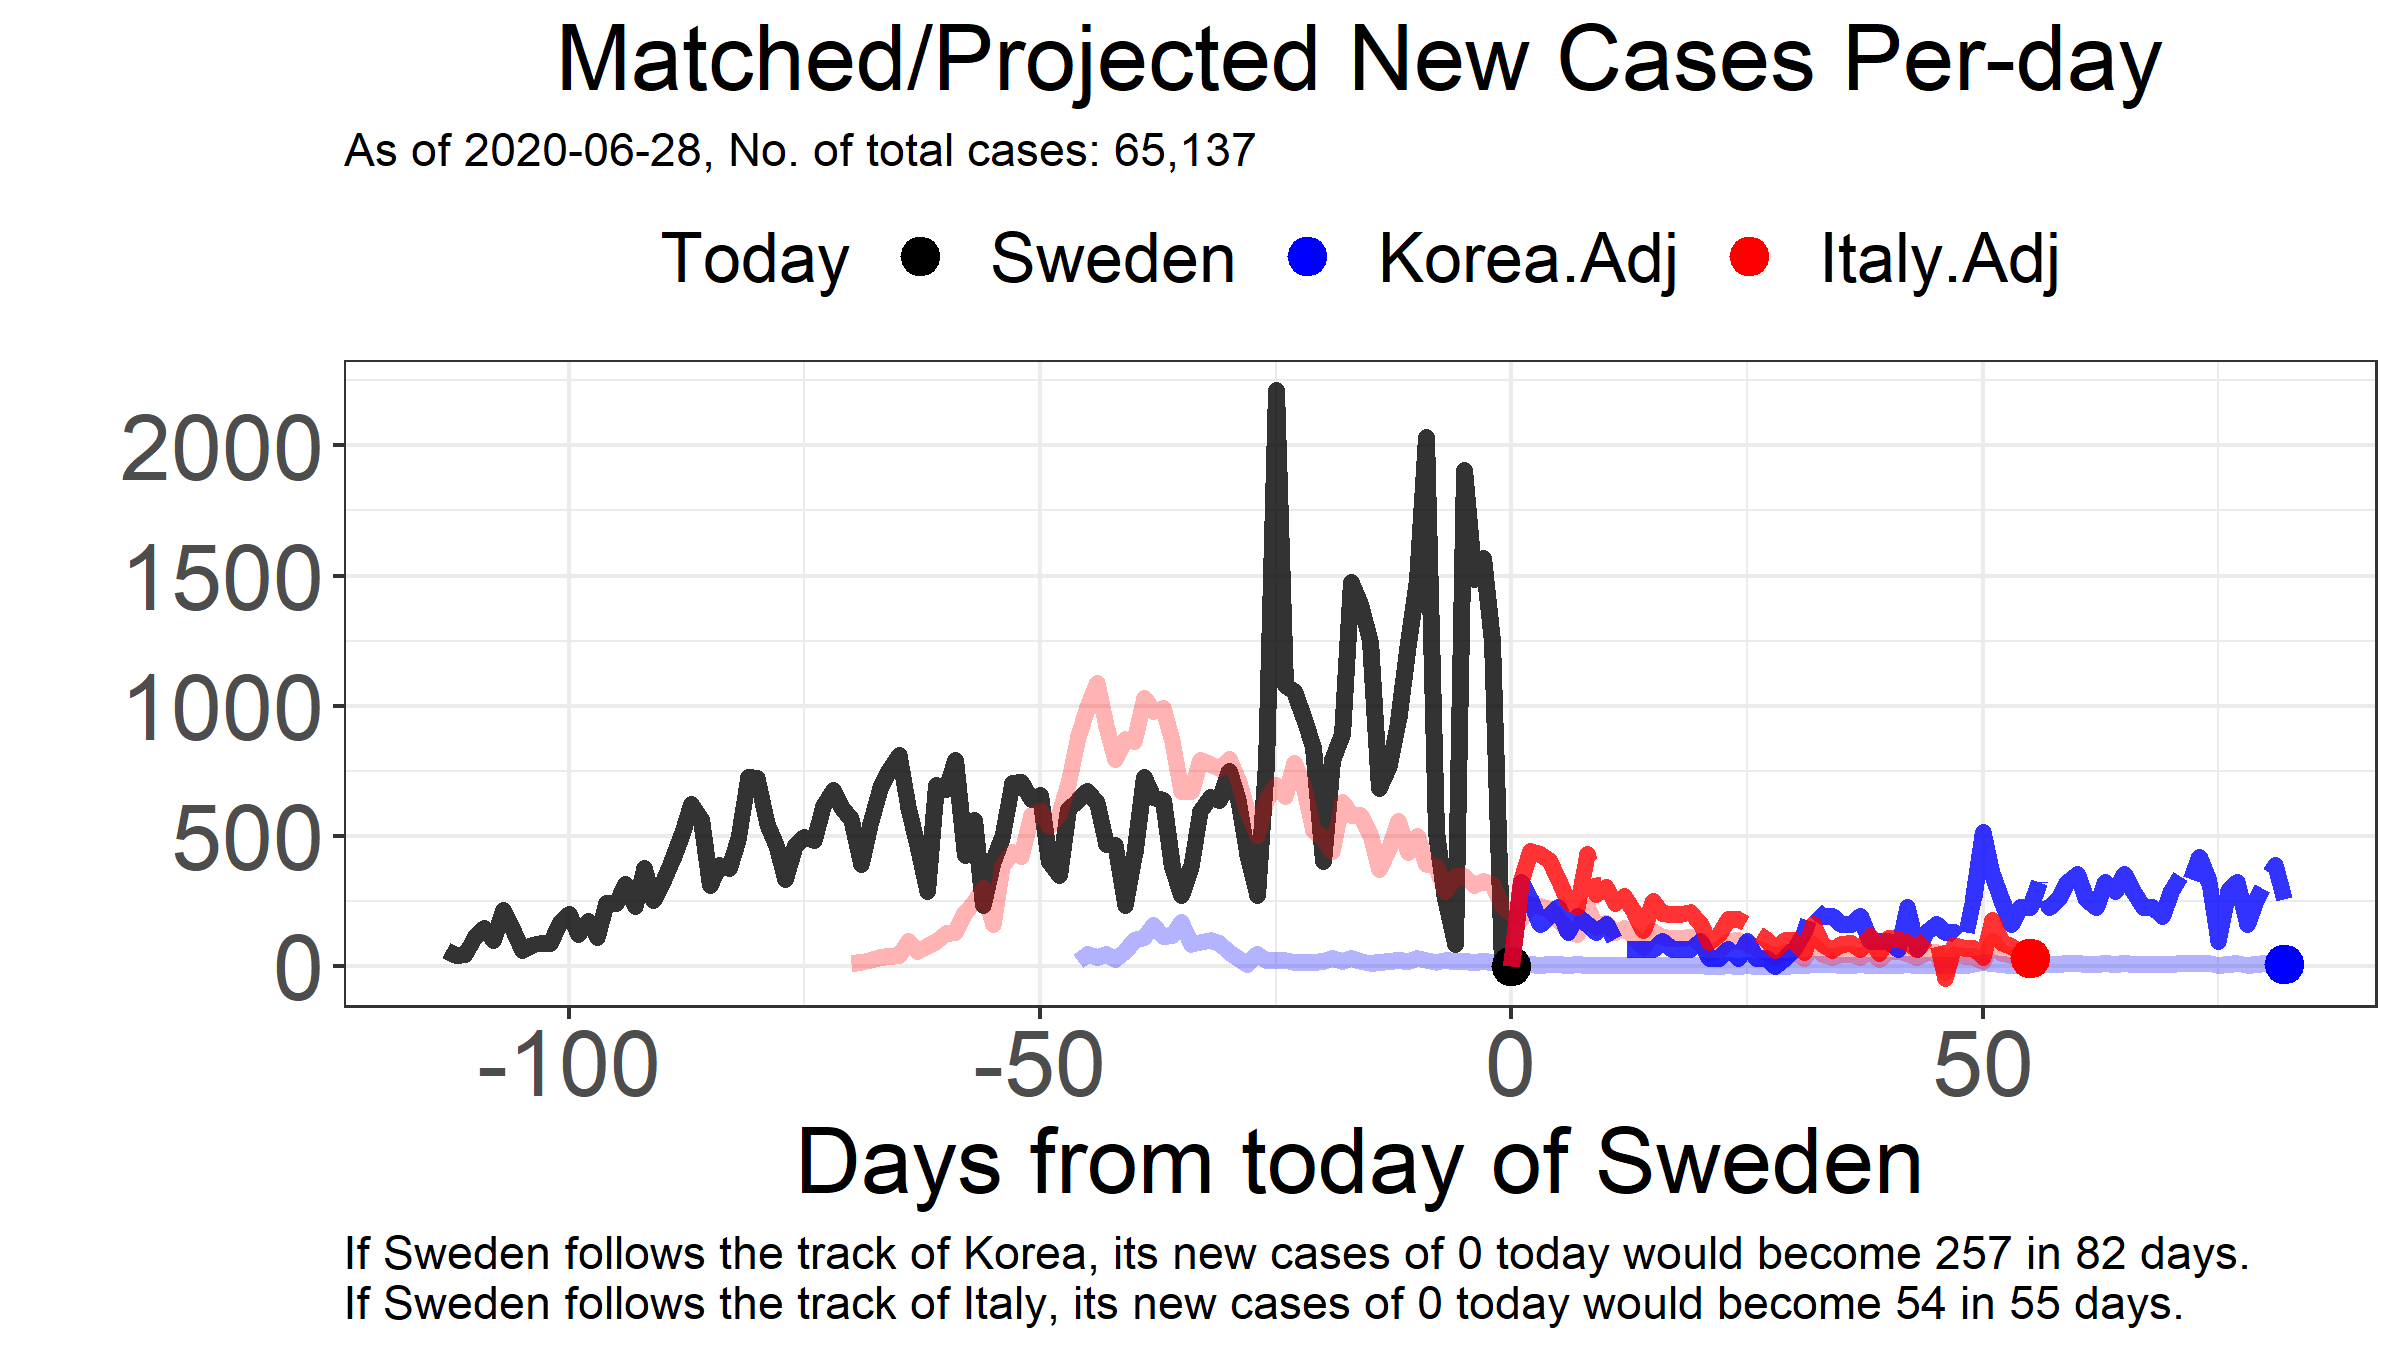 Matched/Projected New Cases Per-day
As of 2020-06-28, No. of total cases: 65,137
Today Sweden Korea.Adj Italy.Adj
2000
1500
1000
500
0
-100 -50 0 50
Days from today of Sweden
If Sweden follows the track of Korea, its new cases of 0 today would become 257 in 82 days.
If Sweden follows the track of Italy, its new cases of 0 today would become 54 in 55 days.